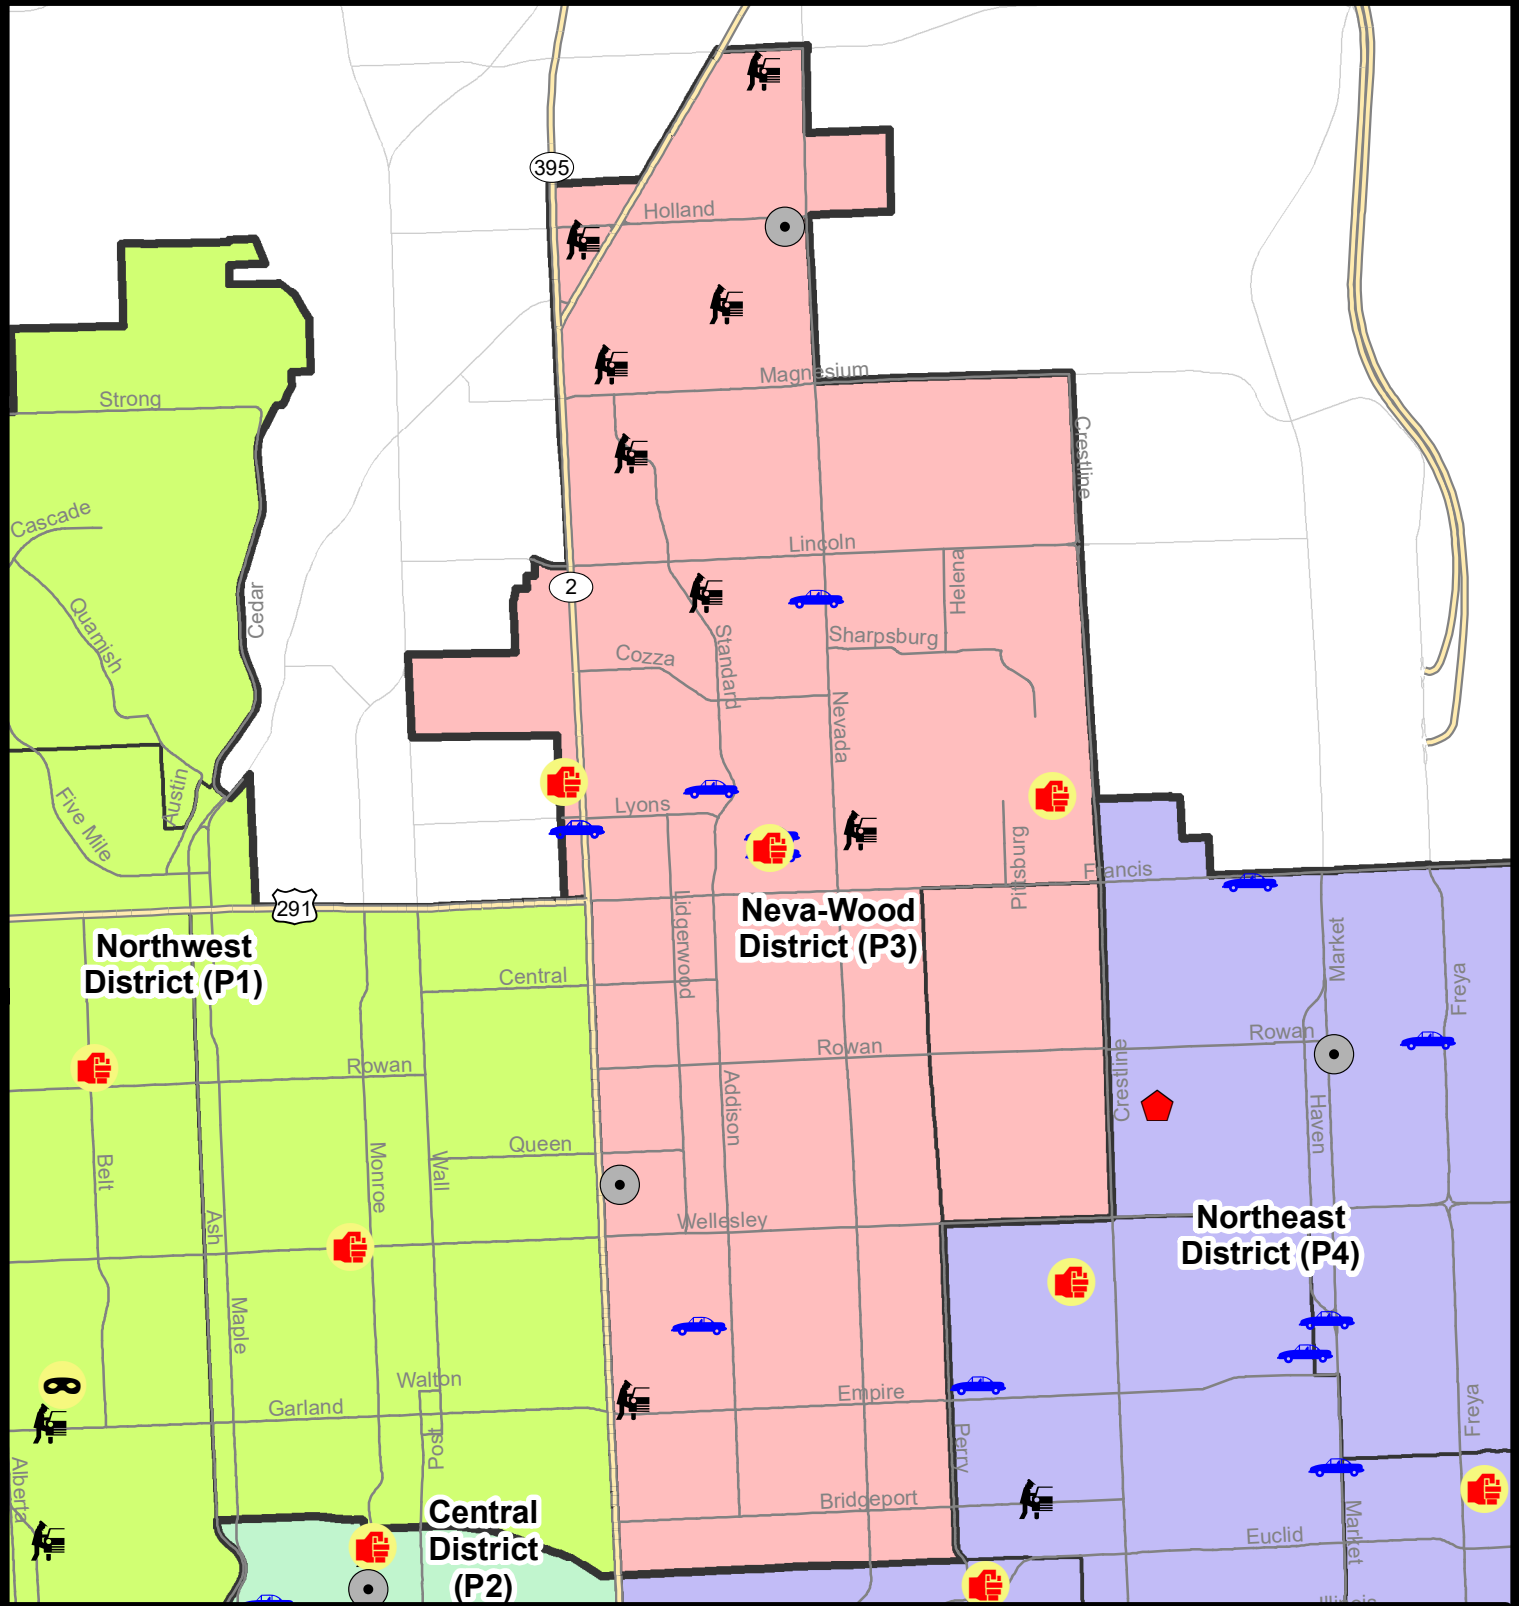 395
Holland
Magnesium
Strong
Crestline
Cascade
Lincoln
Helena
2
Cedar
Quamish
Sharpsburg
Standard
Cozza
Nevada
Austin
Five Mile
Lyons
Pittsburg
Francis
291
Lidgerwood
Neva-Wood
District (P3)
Northwest
District (P1)
Market
Central
Freya
Rowan
Rowan
Rowan
Crestline
Addison
Haven
Queen
Belt
Monroe
Wall
Ash
Wellesley
Northeast
District (P4)
Maple
Walton
Empire
Garland
Freya
Post
Perry
Alberta
Bridgeport
Central
District
(P2)
Market
Euclid
Illinois